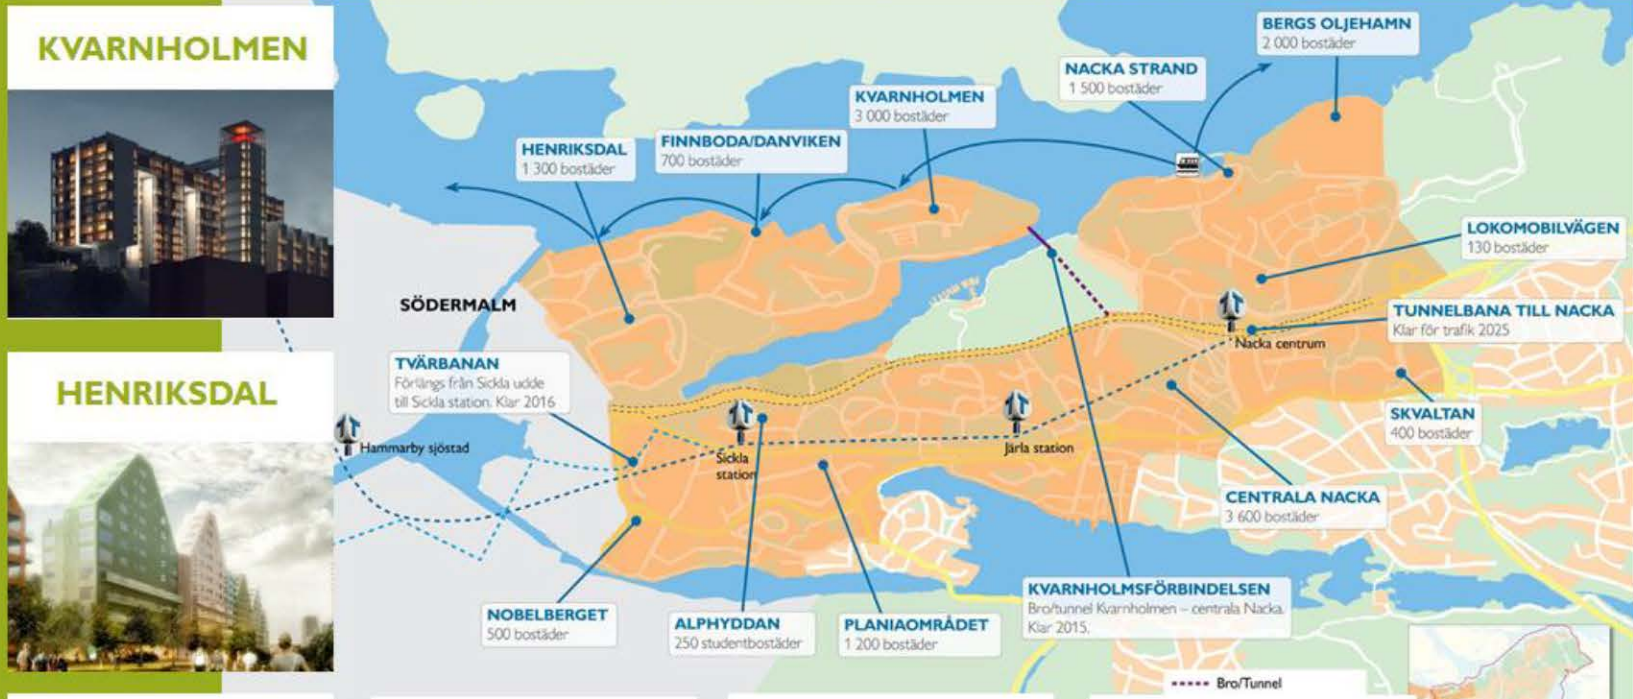 KVARNHOLMEN
HENRIKSDAL
BERGS OLJEHAMN
2 000 bostäder
NACKA STRAND
1 500 bostäder
KVARNHOLMEN
3 000 bostäder
FINNBODA/DANVIKEN
700 bostäder
HENRIKSDAL
1 300 bostäder
LOKOMOBILVÄGEN
130 bostäder
SÖDERMALM
TUNNELBANA TILL NACKA
Klar för trafik 2025
Nacka centrum
TVÄRBANAN
Förlängs från Sickla udde
till Sickla station. Klar 2016
SKVALTAN
400 bostäder
Hammarby sjöstad
Sickla
station
Järla station
CENTRALA NACKA
3 600 bostäder
NOBELBERGET
500 bostäder
ALPHYDDAN
250 studentbostäder
PLANIAOMRÅDET
1 200 bostäder
KVARNHOLMSFÖRBINDELSEN
Bro/tunnel Kvarnholmen – centrala Nacka.
Klar 2015.
Bro/Tunnel